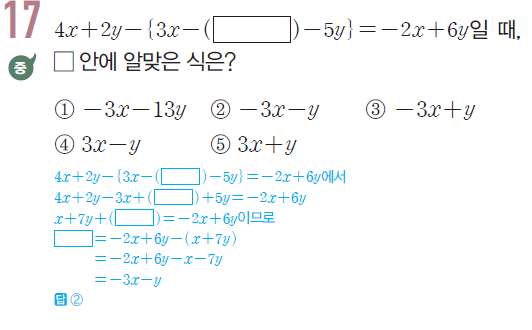 17
중
4x+2y-{3x-(□)-5y}=-2x+6y일 때,
□ 안에 알맞은 식은?
① -3x-13y ② -3x-y ③ -3x+y
④ 3x-y ⑤ 3x+y
4x+2y-{3x-(□)-5y}=-2x+6y에서
4x+2y-3x+(□)+5y=-2x+6y
x+7y+(□)=-2x+6y이므로
□=-2x+6y-(x+7y)
=-2x+6y-x-7y
=-3x-y
답 ②